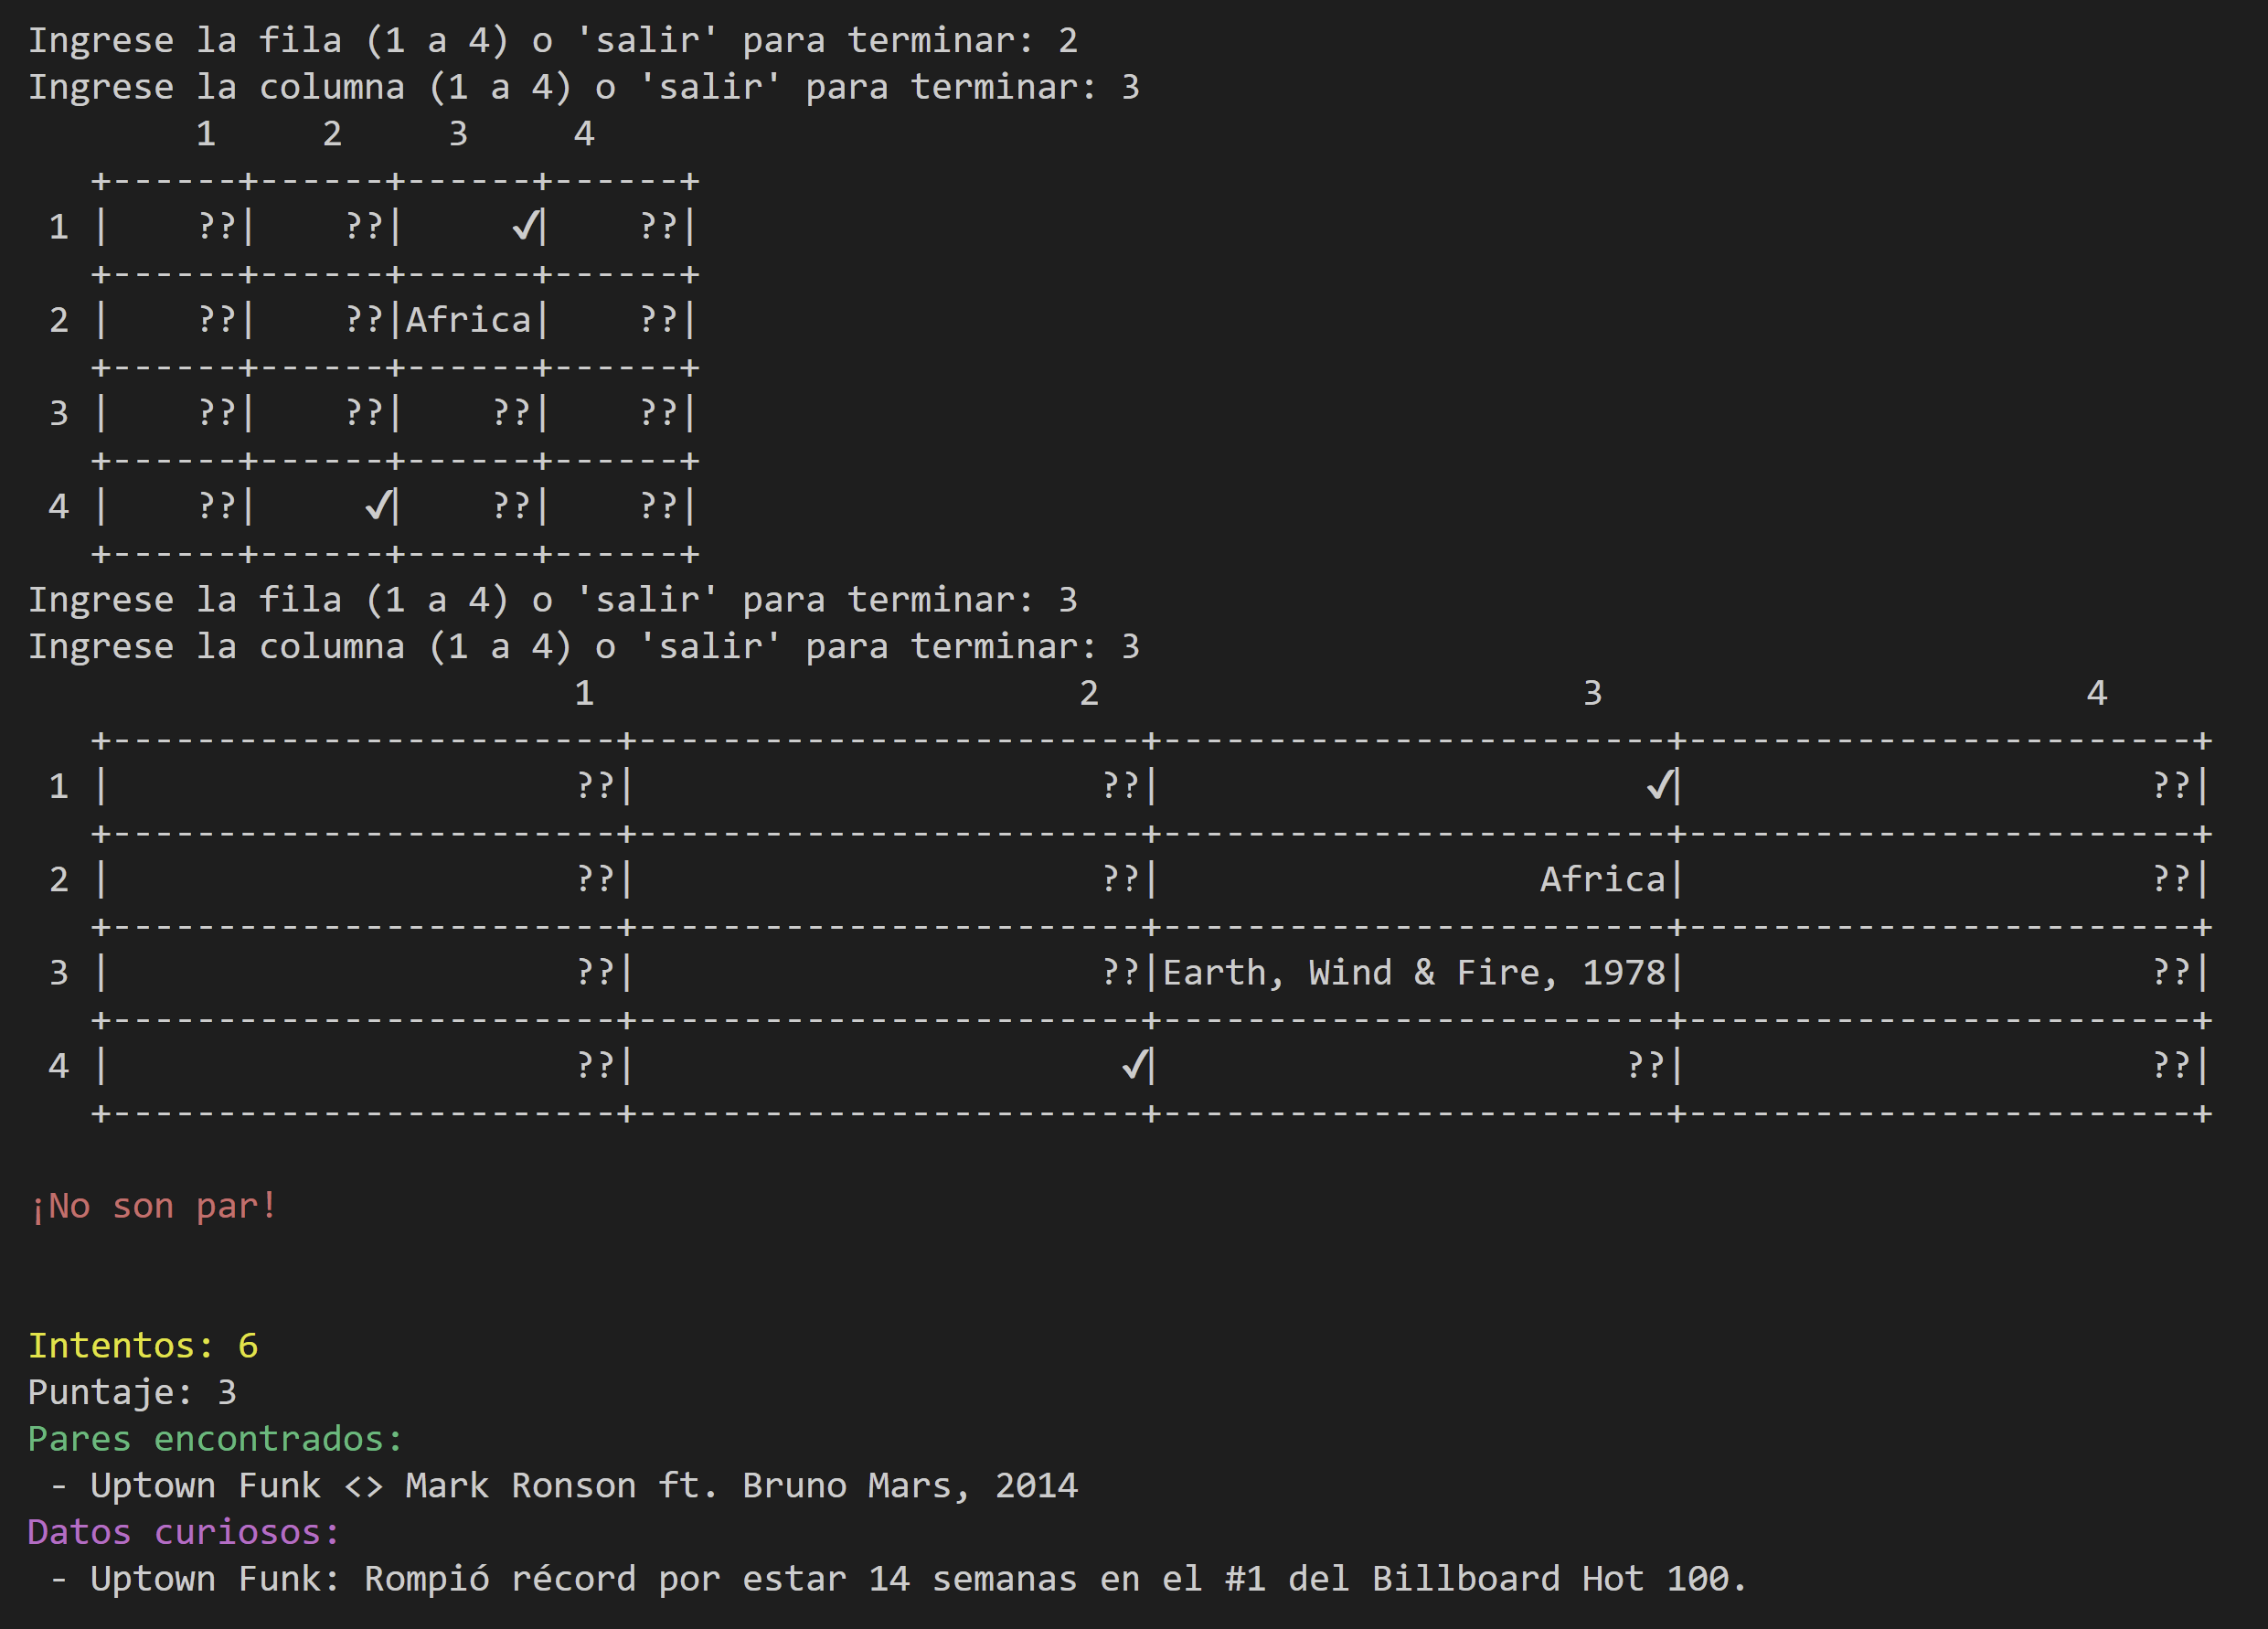 Ingrese la fila (1 a 4) o 'salir' para terminar: 2
Ingrese la columna (1 a 4) o 'salir' para terminar: 3
        1     2     3     4
   +------+------+------+------+
 1 |    ??|    ??|     ✓|    ??|
   +------+------+------+------+
 2 |    ??|    ??|Africa|    ??|
   +------+------+------+------+
 3 |    ??|    ??|    ??|    ??|
   +------+------+------+------+
 4 |    ??|     ✓|    ??|    ??|
   +------+------+------+------+
Ingrese la fila (1 a 4) o 'salir' para terminar: 3
Ingrese la columna (1 a 4) o 'salir' para terminar: 3
                          1                       2                       3                       4
   +------------------------+------------------------+------------------------+------------------------+
 1 |                      ??|                      ??|                       ✓|                      ??|
   +------------------------+------------------------+------------------------+------------------------+
 2 |                      ??|                      ??|                  Africa|                      ??|
   +------------------------+------------------------+------------------------+------------------------+
 3 |                      ??|                      ??|Earth, Wind & Fire, 1978|                      ??|
   +------------------------+------------------------+------------------------+------------------------+
 4 |                      ??|                       ✓|                      ??|                      ??|
   +------------------------+------------------------+------------------------+------------------------+
¡No son par!
Intentos: 6
Puntaje: 3
Pares encontrados:
 - Uptown Funk <> Mark Ronson ft. Bruno Mars, 2014
Datos curiosos:
 - Uptown Funk: Rompió récord por estar 14 semanas en el #1 del Billboard Hot 100.